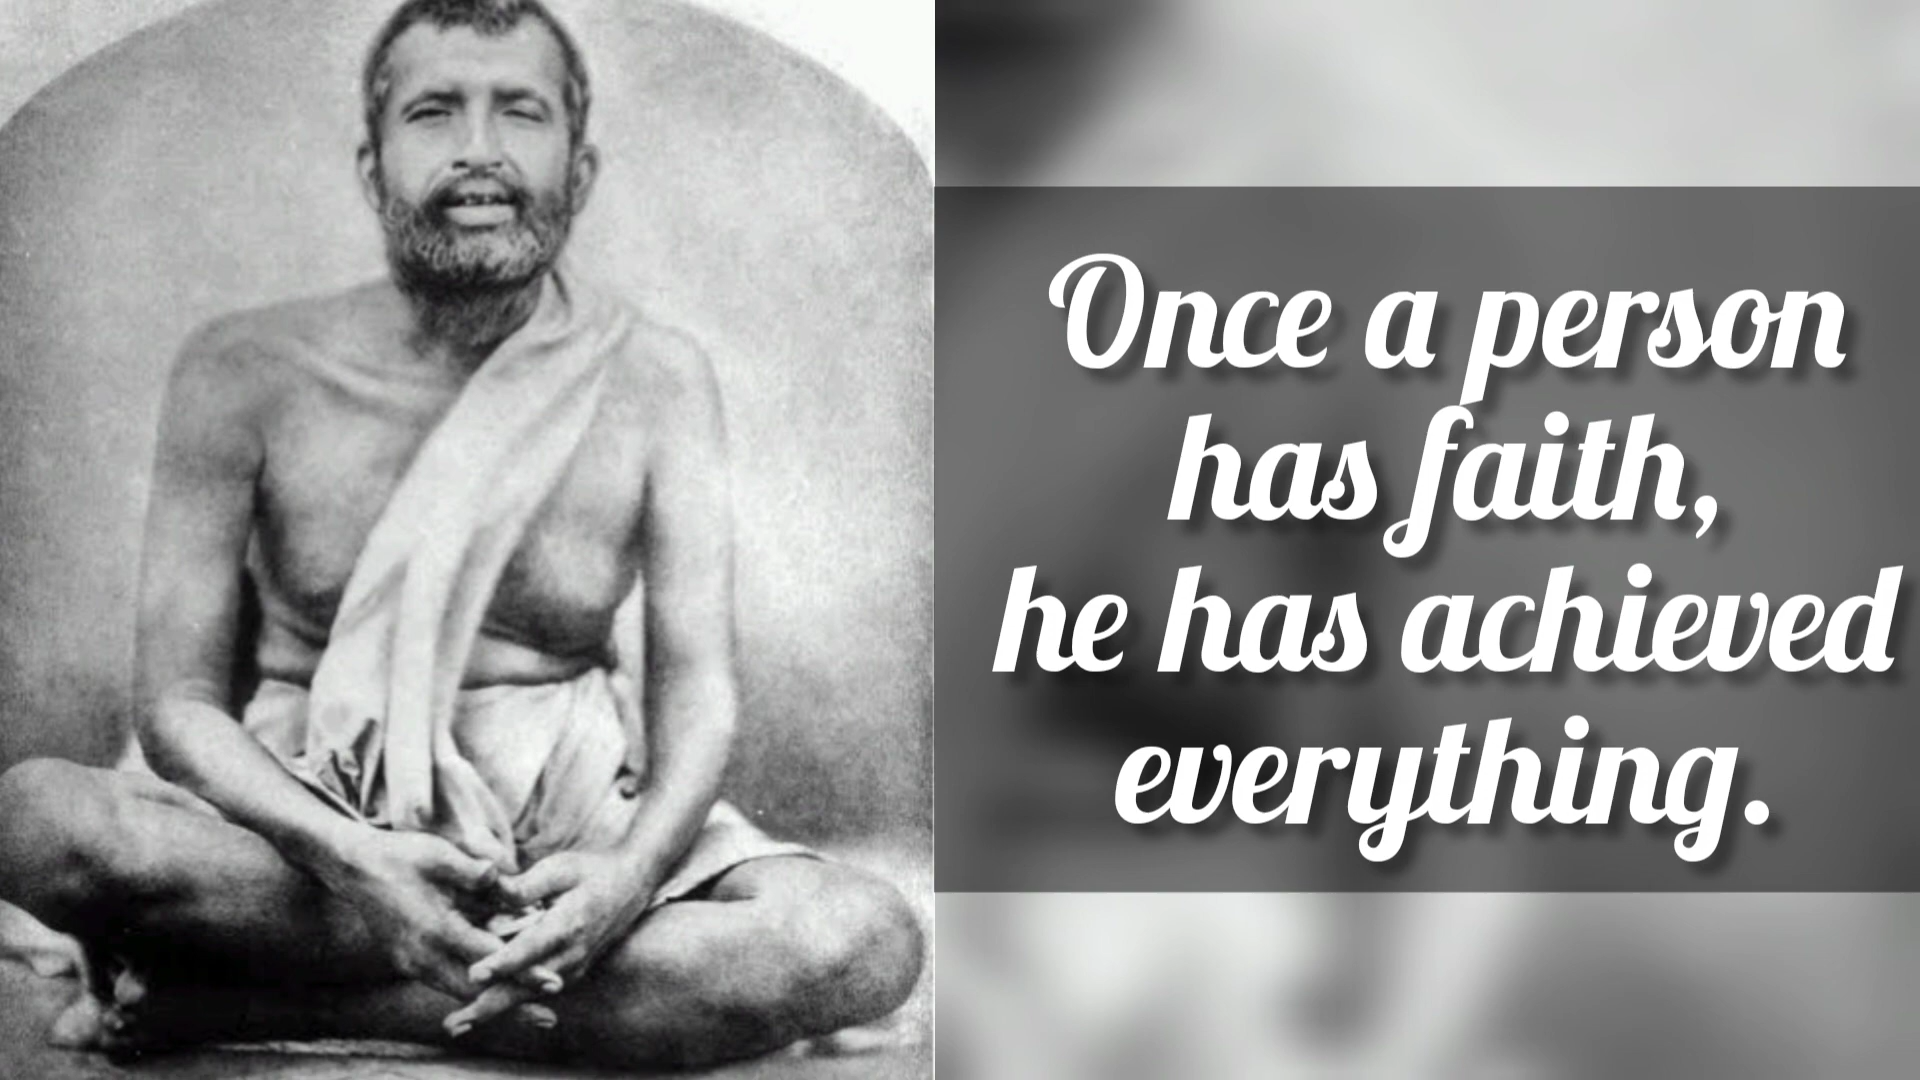 Once a person
has faith,
he has achieved
everything.